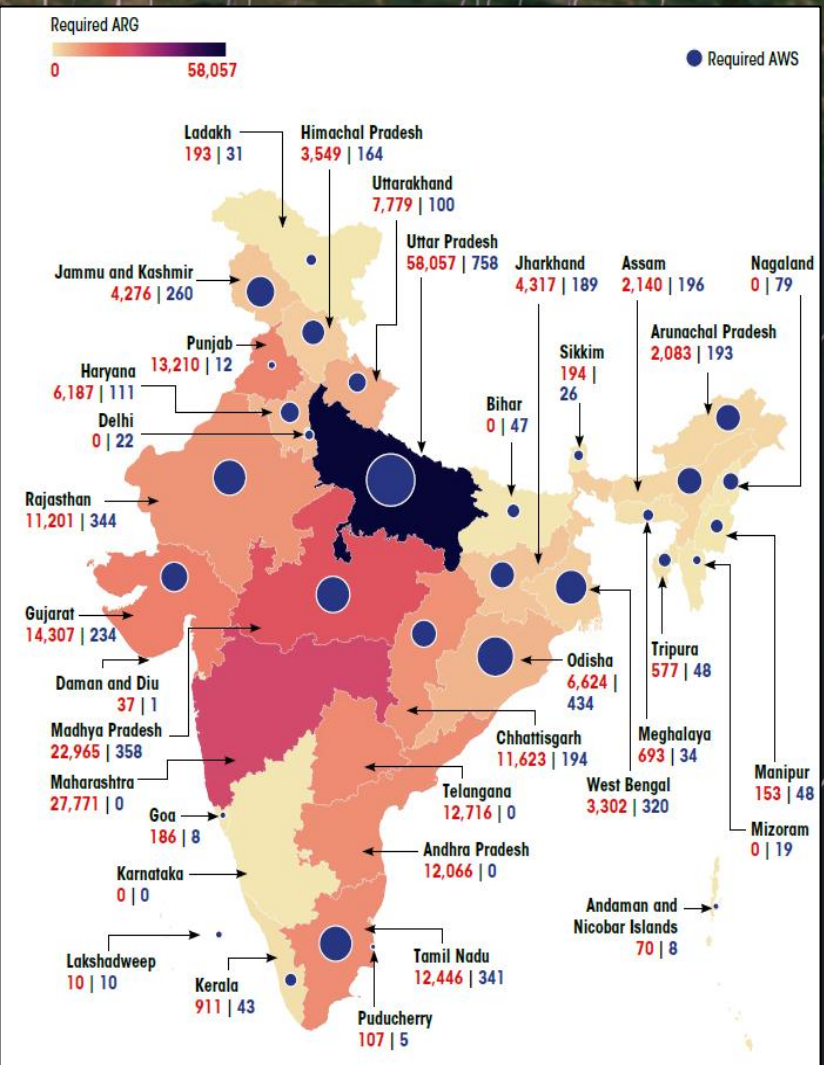 Required ARG
0 58,057
Required AWS
Ladakh
193 | 31
Himachal Pradesh
3,549 | 164
Uttarakhand
7,779 | 100
Uttar Pradesh
58,057 | 758
Jammu and Kashmir
4,276 | 260
Jharkhand
4,317 | 189
Assam
2,140 | 196
Nagaland
0 | 79
Punjab
13,210 | 12
Sikkim
194 |
26
Arunachal Pradesh
2,083 | 193
Haryana
6,187 | 111
Delhi
0 | 22
Bihar
0 | 47
Rajasthan
11,201 | 344
Gujarat
14,307 | 234
Daman and Diu
37 | 1
Madhya Pradesh
22,965 | 358
Maharashtra
27,771 | 0
Goa
186 | 8
Karnataka
0 | 0
Lakshadweep
10 | 10
Kerala
911 | 43
Puducherry
107 | 5
Tamil Nadu
12,446 | 341
Andhra Pradesh
12,066 | 0
Telangana
12,716 | 0
Chhattisgarh
11,623 | 194
Odisha
6,624 |
434
West Bengal
3,302 | 320
Meghalaya
693 | 34
Tripura
577 | 48
Manipur
153 | 48
Mizoram
0 | 19
Andaman and
Nicobar Islands
70 | 8